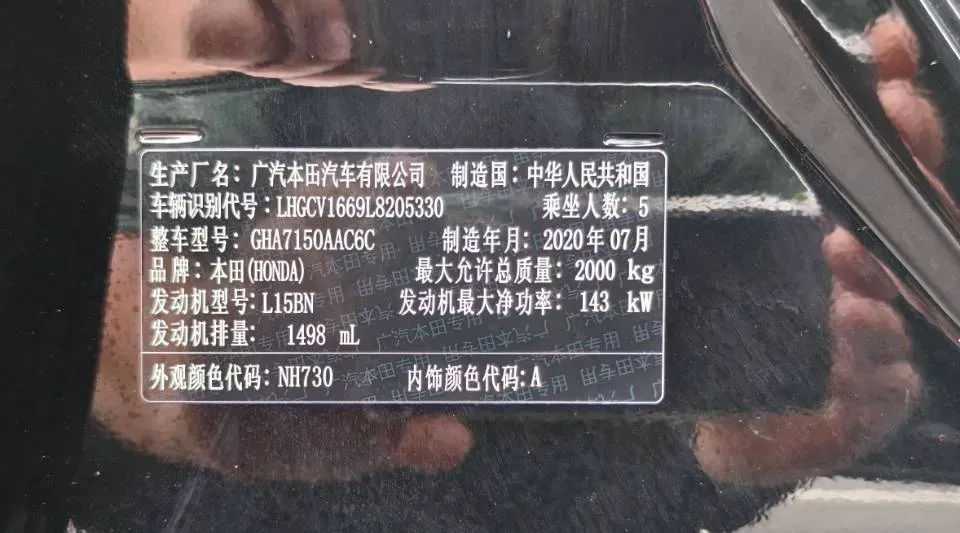 生产厂名：广汽本田汽车有限公司 制造国：中华人民共和国
车辆识别代号：LHGCV1669L8205330 乘坐人数：5
整车型号：GHA7150AAC6C 制造年月：2020年07月
品牌：本田(HONDA) 最大允许总质量：2000 kg
发动机型号：L15BN 发动机最大净功率：143 kW
发动机排量：1498 mL
外观颜色代码：NH730 内饰颜色代码：A